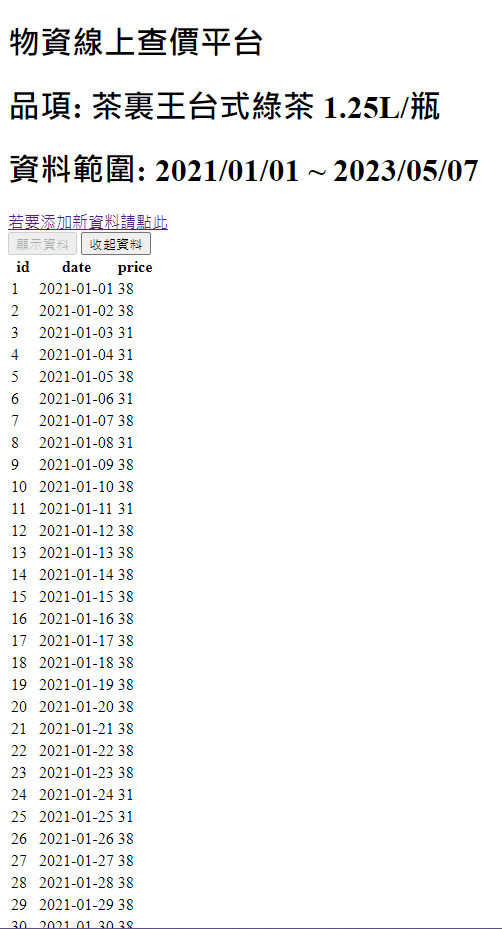 物資線上查價平台
品項: 茶裏王台式綠茶 1.25L/瓶
資料範圍: 2021/01/01 ~ 2023/05/07
若要添加新資料請點此
顯示資料 收起資料
id date price
1 2021-01-01 38
2 2021-01-02 38
3 2021-01-03 31
4 2021-01-04 31
5 2021-01-05 38
6 2021-01-06 31
7 2021-01-07 38
8 2021-01-08 31
9 2021-01-09 38
10 2021-01-10 38
11 2021-01-11 31
12 2021-01-12 38
13 2021-01-13 38
14 2021-01-14 38
15 2021-01-15 38
16 2021-01-16 38
17 2021-01-17 38
18 2021-01-18 38
19 2021-01-19 38
20 2021-01-20 38
21 2021-01-21 38
22 2021-01-22 38
23 2021-01-23 38
24 2021-01-24 31
25 2021-01-25 31
26 2021-01-26 38
27 2021-01-27 38
28 2021-01-28 38
29 2021-01-29 38
30 2021-01-30 38